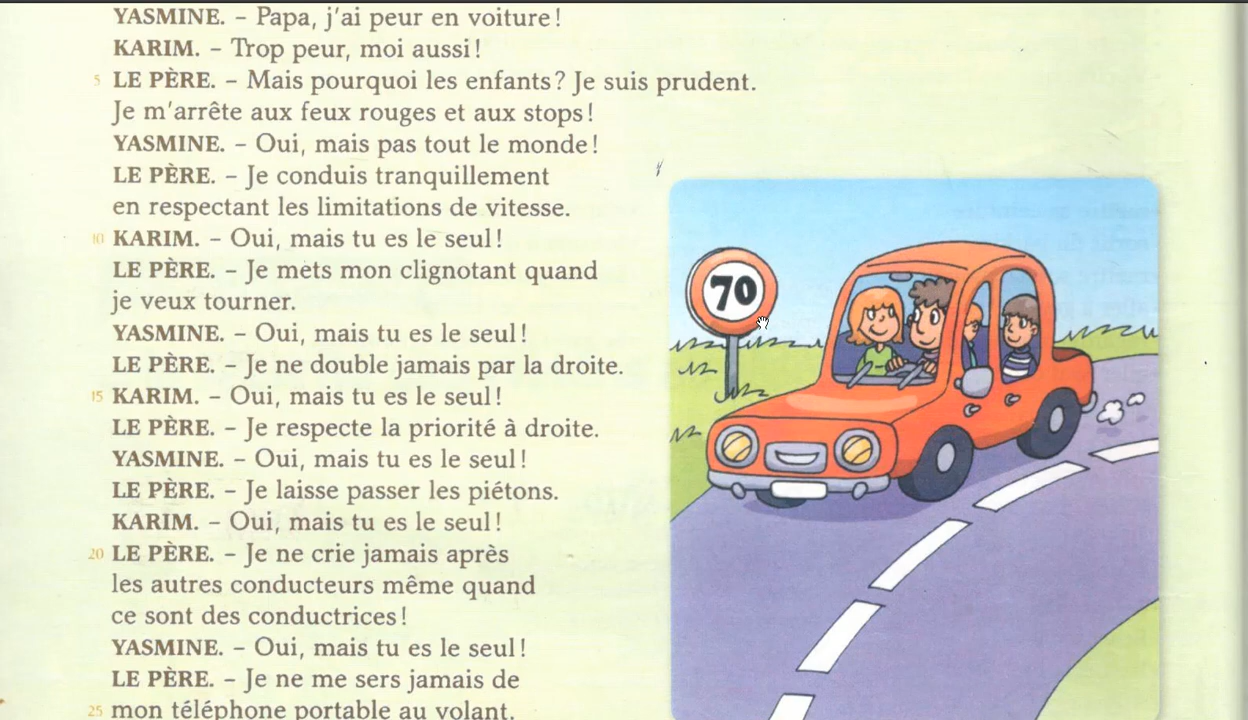 YASMINE. – Papa, j'ai peur en voiture !
KARIM. – Trop peur, moi aussi !
5 LE PÈRE. – Mais pourquoi les enfants ? Je suis prudent.
Je m'arrête aux feux rouges et aux stops !
YASMINE. – Oui, mais pas tout le monde !
LE PÈRE. – Je conduis tranquillement
en respectant les limitations de vitesse.
10 KARIM. – Oui, mais tu es le seul !
LE PÈRE. – Je mets mon clignotant quand
je veux tourner.
YASMINE. – Oui, mais tu es le seul !
LE PÈRE. – Je ne double jamais par la droite.
15 KARIM. – Oui, mais tu es le seul !
LE PÈRE. – Je respecte la priorité à droite.
YASMINE. – Oui, mais tu es le seul !
LE PÈRE. – Je laisse passer les piétons.
KARIM. – Oui, mais tu es le seul !
20 LE PÈRE. – Je ne crie jamais après
les autres conducteurs même quand
ce sont des conductrices !
YASMINE. – Oui, mais tu es le seul !
LE PÈRE. – Je ne me sers jamais de
25 mon téléphone portable au volant.
70